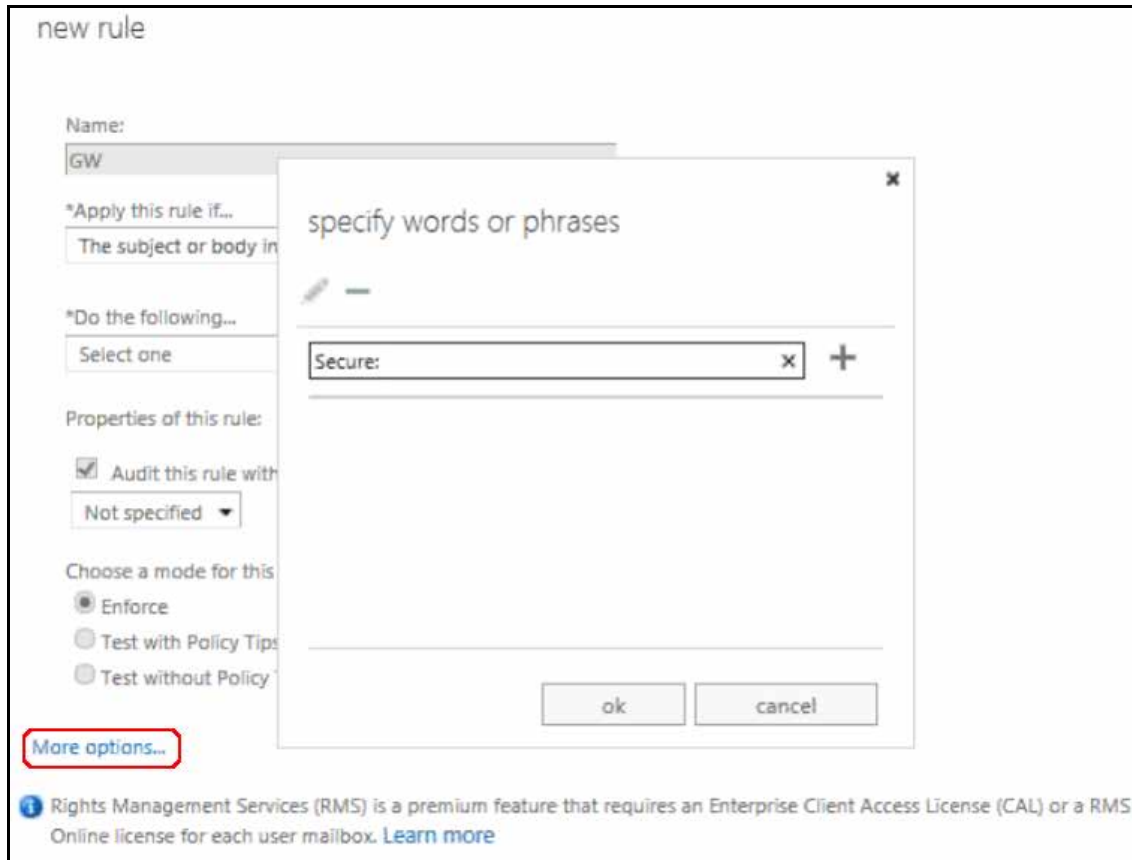 new rule
Name:
GW
*Apply this rule if...
The subject or body in
*Do the following...
Select one
Properties of this rule:
Audit this rule with
Not specified
Choose a mode for this
Enforce
Test with Policy Tips
Test without Policy
More options...
Rights Management Services (RMS) is a premium feature that requires an Enterprise Client Access License (CAL) or a RMS
Online license for each user mailbox. Learn more
specify words or phrases
Secure:
ok
cancel